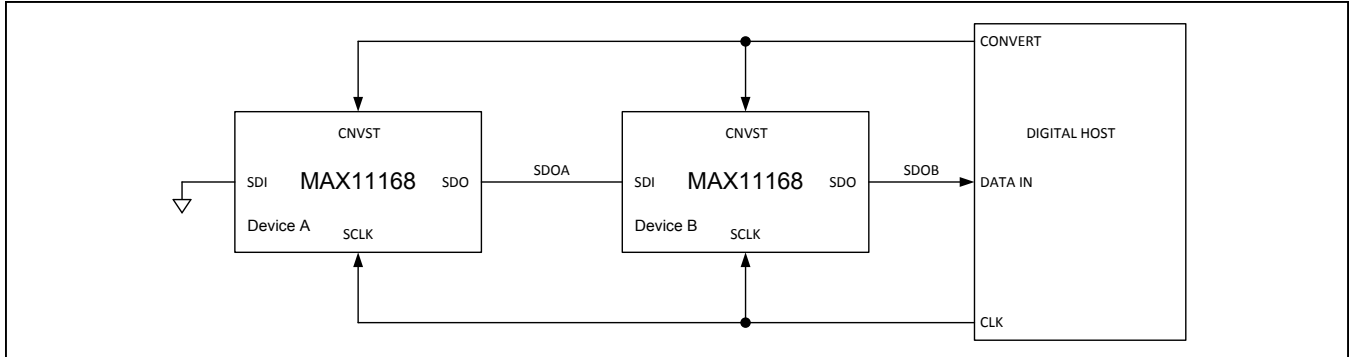 CONVERT
CNVST
CNVST
DIGITAL HOST
SDI MAX11168 SDO
SDOA
SDI MAX11168 SDO
SDOB
DATA IN
Device A
SCLK
Device B
SCLK
CLK